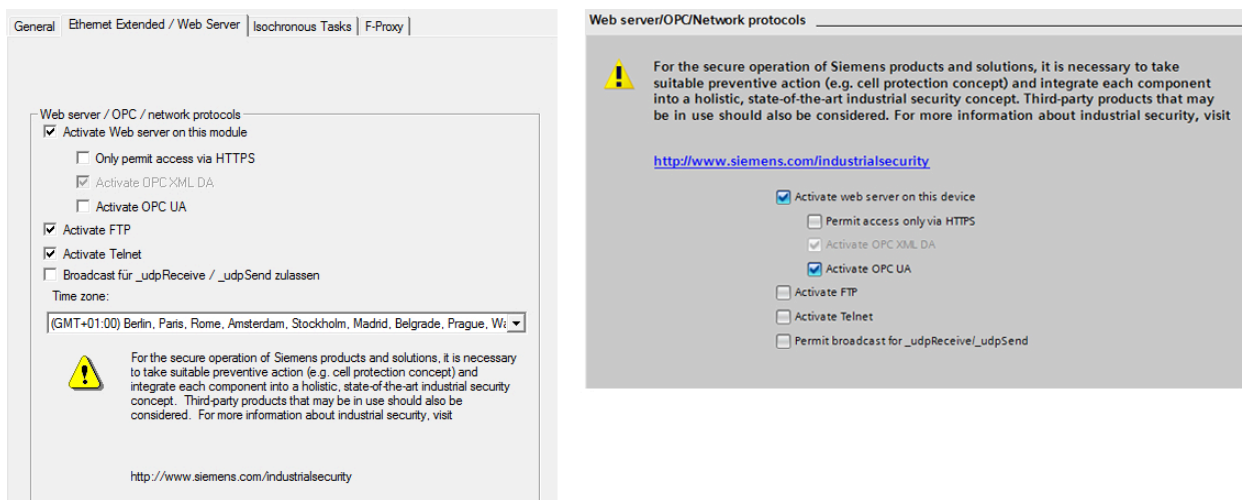 General
Ethernet Extended / Web Server
Isochronous Tasks
F-Proxy
Web server / OPC / network protocols
Activate Web server on this module
Only permit access via HTTPS
Activate OPC XML DA
Activate OPC UA
Activate FTP
Activate Telnet
Broadcast für _udpReceive / _udpSend zulassen
Time zone:
(GMT+01:00) Berlin, Paris, Rome, Amsterdam, Stockholm, Madrid, Belgrade, Prague,
For the secure operation of Siemens products and solutions, it is necessary
to take suitable preventive action (e.g. cell protection concept) and
integrate each component into a holistic, state-of-the-art industrial security
concept. Third-party products that may be in use should also be
considered. For more information about industrial security, visit
http://www.siemens.com/industrialsecurity
Web server/OPC/Network protocols
For the secure operation of Siemens products and solutions, it is necessary to take
suitable preventive action (e.g. cell protection concept) and integrate each component
into a holistic, state-of-the-art industrial security concept. Third-party products that may
be in use should also be considered. For more information about industrial security, visit
http://www.siemens.com/industrialsecurity
Activate web server on this device
Permit access only via HTTPS
Activate OPC XML DA
Activate OPC UA
Activate FTP
Activate Telnet
Permit broadcast for _udpReceive/_udpSend